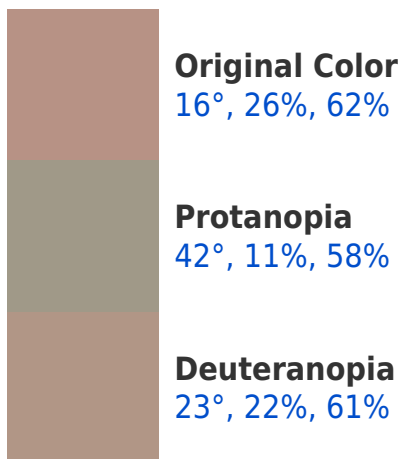 Original Color
16°, 26%, 62%
Protanopia
42°, 11%, 58%
Deuteranopia
23°, 22%, 61%